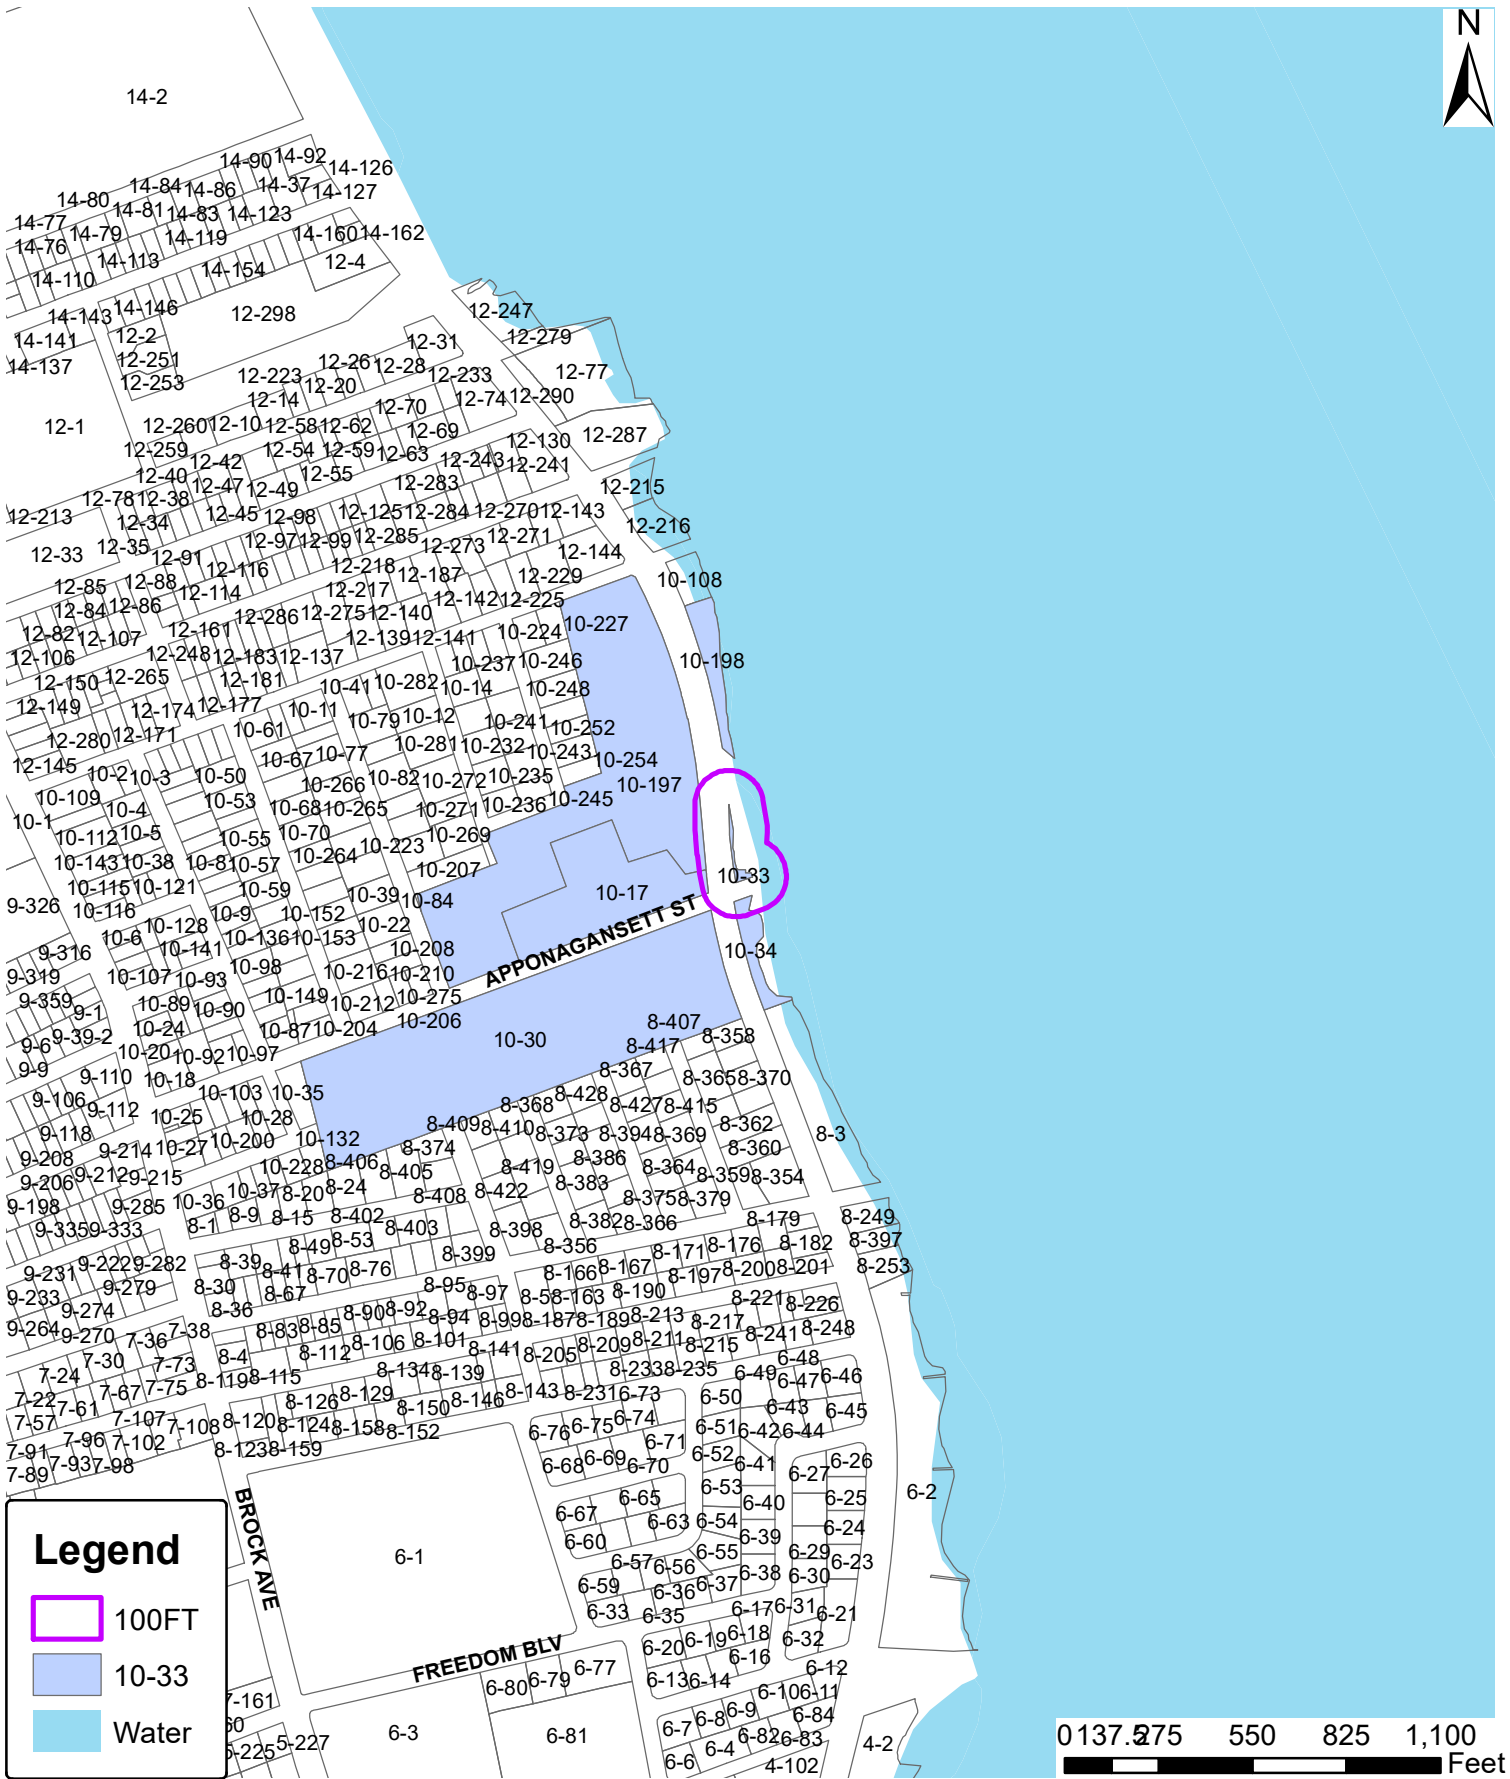 N
14-2
14-90 14-92
14-126
14-84 14-86 14-37 14-127
14-80
14-77 14-81 14-83 14-123
14-76 14-79 14-119 14-160 14-162
14-110 14-113 14-154 12-4
14-143 14-146 12-298 12-247
14-141 12-2 12-31 12-279
14-137 12-251 12-26 12-28
12-253 12-223 12-20 12-233 12-77
12-14 12-70 12-74 12-290
12-1 12-260 12-10 12-58 12-62 12-69 12-130 12-287
12-259 12-54 12-59 12-63 12-243 12-241
12-40 12-42 12-55 12-283 12-215
12-78 12-38 12-47 12-49
12-213 12-34 12-45 12-98 12-125 12-284 12-270 12-143 12-216
12-33 12-35 12-97 12-99 12-285 12-273 12-271 12-144
12-91 12-116 12-218 12-187 12-229 10-108
12-85 12-88 12-114 12-217 12-142 12-225
12-84 12-86 12-286 12-275 12-140 10-227
12-82 12-107 12-161 12-139 12-141 10-224
12-106 12-248 12-183 12-137 10-237 10-246 10-198
12-150 12-265 12-181 10-41 10-282 10-14 10-248
12-149 12-174 12-177 10-11 10-79 10-12 10-241 10-252
12-280 12-171 10-61 10-77 10-281 10-232 10-243 10-254
12-145 10-2 10-3 10-50 10-67 10-266 10-82 10-272 10-235 10-197
10-109 10-4 10-53 10-68 10-265 10-271 10-236 10-245
10-1 10-112 10-5 10-55 10-70 10-223 10-269
10-143 10-38 10-8 10-57 10-264 10-207 10-33
9-326 10-115 10-121 10-59 10-39 10-84 10-17
10-116 10-128 10-9 10-152 10-22 APPONAGANSETT ST
9-316 10-6 10-141 10-136 10-153 10-208 10-34
9-319 10-107 10-93 10-98 10-216 10-210
9-359 9-1 10-89 10-90 10-149 10-212 10-275
9-6 9-39-2 10-24 10-87 10-204 10-206 10-30 8-407 8-358
9-9 10-20 10-92 10-97 8-417
9-110 10-18 10-103 10-35 8-367 8-365 8-370
9-106 9-112 10-25 10-28 8-409 8-368 8-428 8-427 8-415
9-118 9-214 10-27 10-200 10-132 8-374 8-410 8-373 8-394 8-369 8-362 8-3
9-208 9-212 9-215 10-228 8-406 8-405 8-419 8-386 8-364 8-360
9-206 10-36 10-37 8-20 8-24 8-408 8-422 8-383 8-375 8-379 8-359 8-354
9-198 9-285 8-1 8-9 8-15 8-402 8-403 8-398 8-382 8-366 8-179 8-249
9-335 9-333 8-49 8-53 8-399 8-356 8-171 8-176 8-182 8-397
9-231 9-222 9-282 8-39 8-41 8-70 8-76 8-166 8-167 8-197 8-200 8-201 8-253
9-233 9-279 8-30 8-67 8-95 8-97 8-5 8-163 8-190 8-221 8-226
9-274 8-36 8-90 8-92 8-94 8-99 8-187 8-189 8-213 8-217 8-248
9-264 9-270 7-36 7-38 8-83 8-85 8-106 8-101 8-141 8-209 8-211 8-215 8-241
7-30 7-73 8-4 8-112 8-134 8-139 8-205 8-233 8-235 6-48
7-24 7-67 7-75 8-119 8-115 8-129 8-146 8-143 8-231 6-73 6-49 6-47 6-46
7-22 7-61 7-107 8-126 8-150 6-74 6-50 6-43 6-45
7-57 7-96 7-102 7-108 8-120 8-124 8-158 8-152 6-76 6-75 6-71 6-51 6-42 6-44
7-91 7-93 7-98 8-123 8-159 6-68 6-69 6-70 6-52 6-41 6-26
7-89 6-27
BROCK AVE 6-65 6-53 6-40 6-25 6-2
6-67 6-63 6-54 6-39 6-24
6-60 6-55 6-29 6-23
6-1 6-57 6-56 6-38 6-30
6-59 6-36 6-37
6-33 6-35 6-17 6-31 6-21
6-20 6-19 6-18 6-32
FREEDOM BLV 6-77 6-16 6-12
6-80 6-79 6-13 6-14 6-10 6-11
7-161 6-9 6-84
60 6-3 6-81 6-7 6-8 6-82 6-83 4-2
5-225 5-227 6-6 6-4 4-102
Legend
100FT
10-33
Water
0 137.5 275 550 825 1,100
Feet